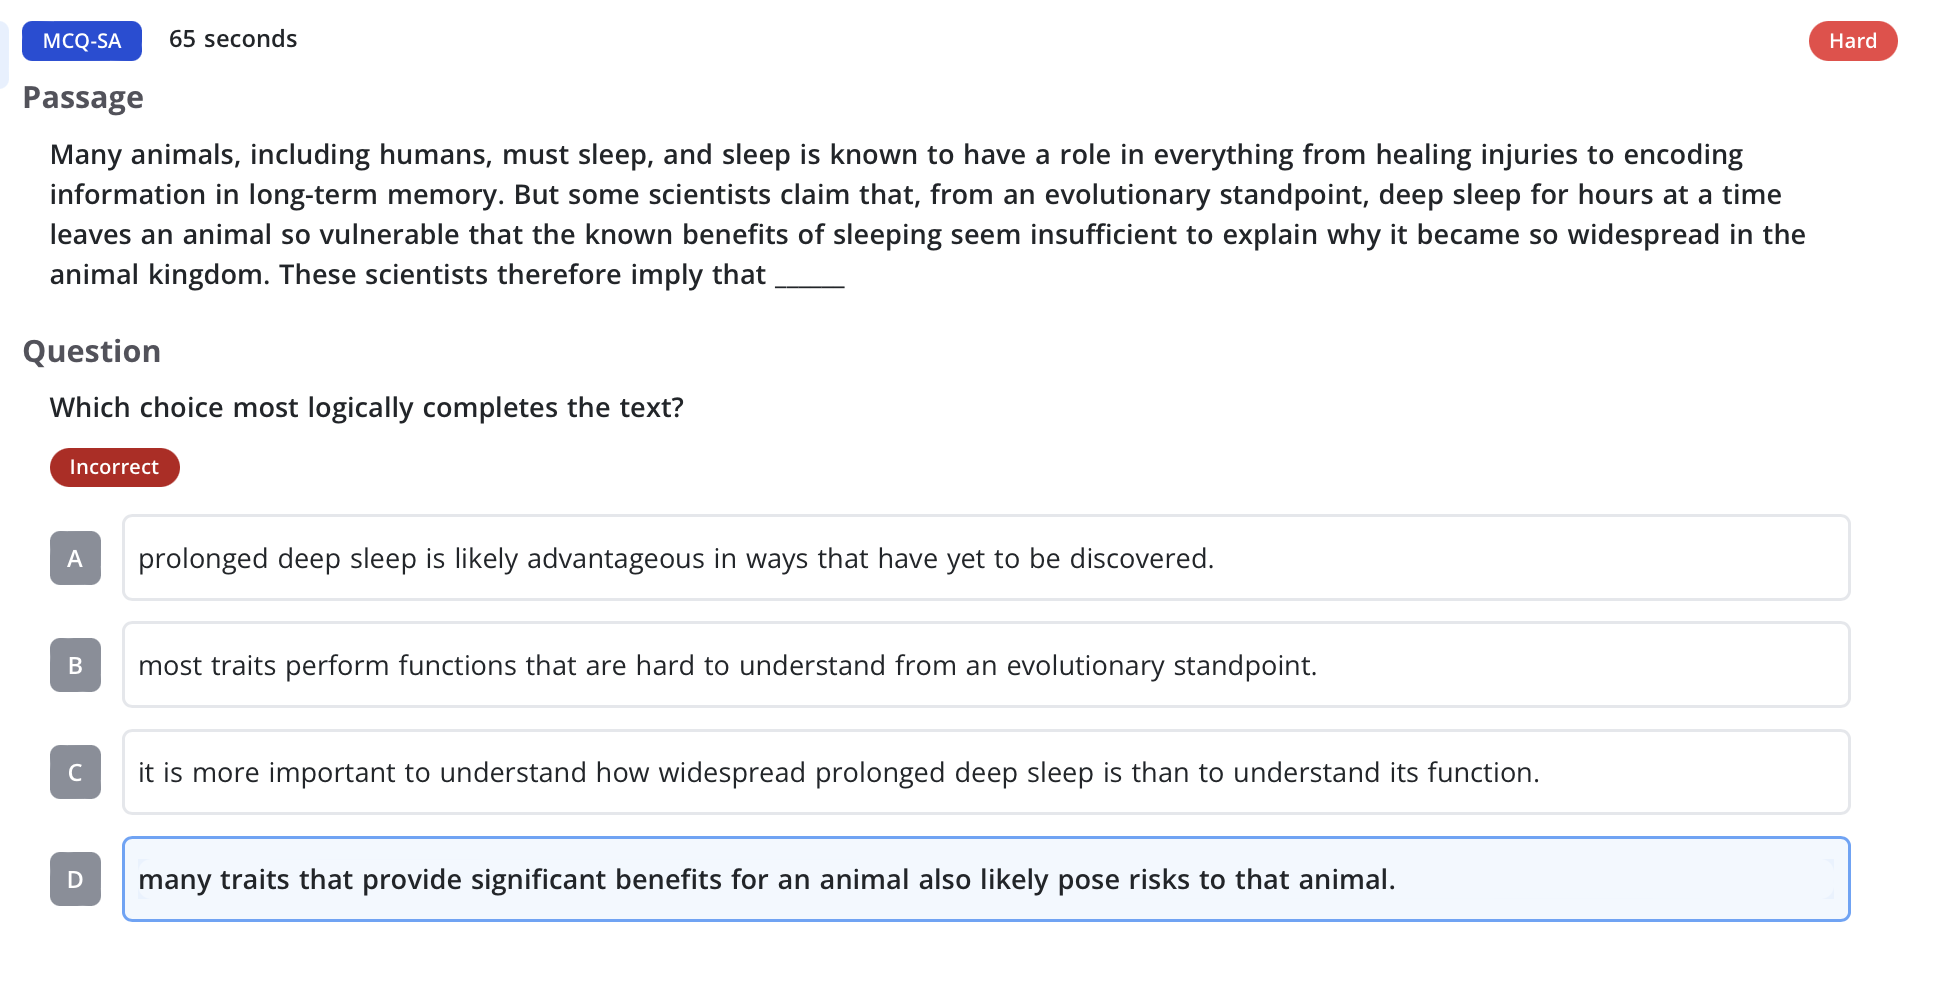 MCQ-SA 65 seconds Hard
Passage
Many animals, including humans, must sleep, and sleep is known to have a role in everything from healing injuries to encoding
information in long-term memory. But some scientists claim that, from an evolutionary standpoint, deep sleep for hours at a time
leaves an animal so vulnerable that the known benefits of sleeping seem insufficient to explain why it became so widespread in the
animal kingdom. These scientists therefore imply that ______
Question
Which choice most logically completes the text?
Incorrect
A prolonged deep sleep is likely advantageous in ways that have yet to be discovered.
B most traits perform functions that are hard to understand from an evolutionary standpoint.
C it is more important to understand how widespread prolonged deep sleep is than to understand its function.
D many traits that provide significant benefits for an animal also likely pose risks to that animal.